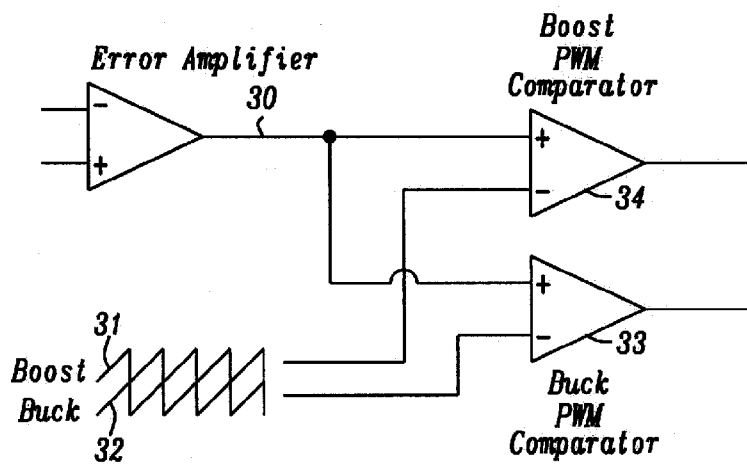 Error Amplifier
30
Boost
PWM
Comparator
-
+
+
-
34
+
-
33
31
Boost
Buck
32
Buck
PWM
Comparator